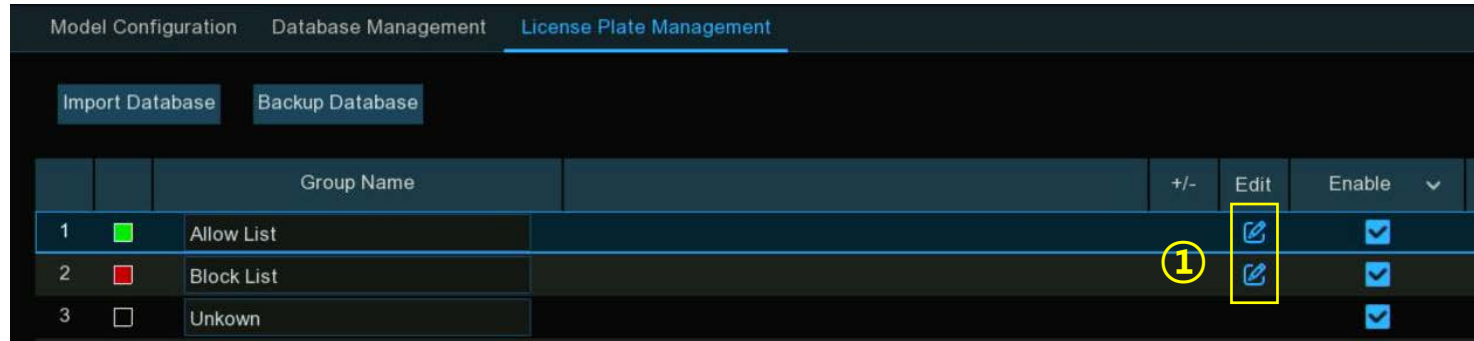 Model Configuration Database Management License Plate Management
Import Database Backup Database
Group Name +/- Edit Enable
1 Allow List
①
2 Block List
3 Unkown